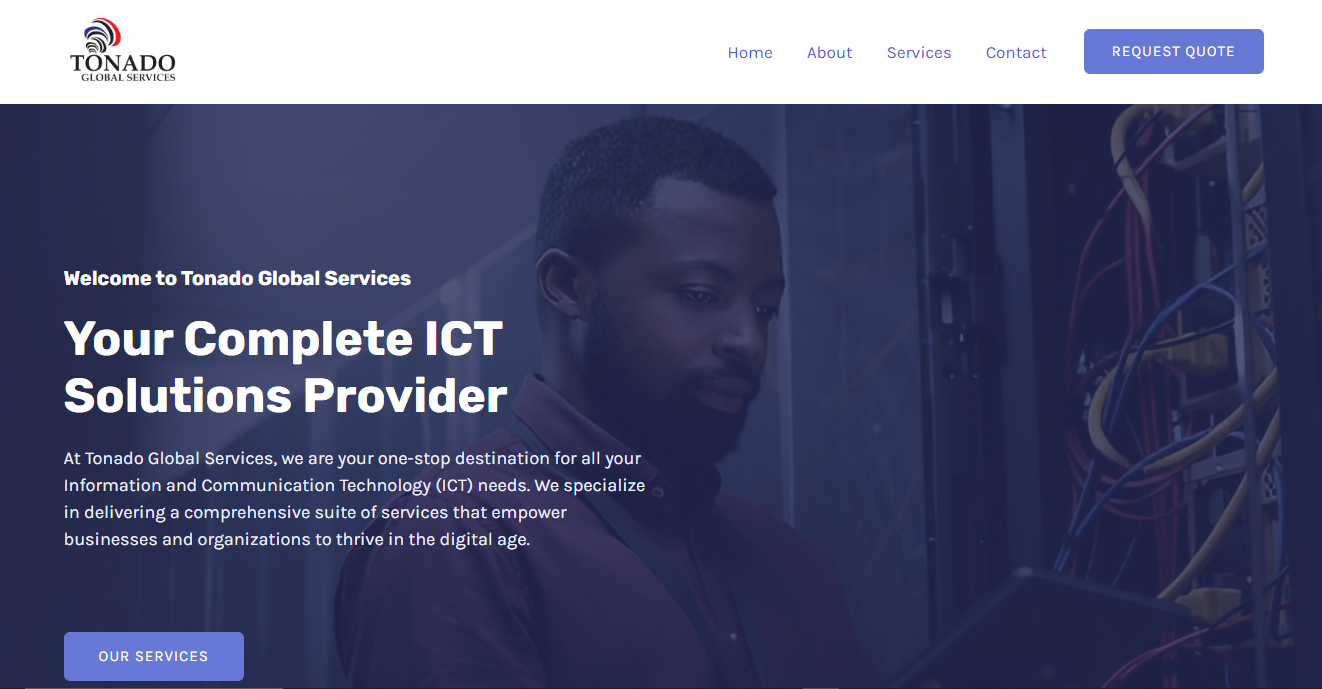 TONADO
GLOBAL SERVICES
Home About Services Contact REQUEST QUOTE
Welcome to Tonado Global Services
Your Complete ICT
Solutions Provider
At Tonado Global Services, we are your one-stop destination for all your
Information and Communication Technology (ICT) needs. We specialize
in delivering a comprehensive suite of services that empower
businesses and organizations to thrive in the digital age.
OUR SERVICES